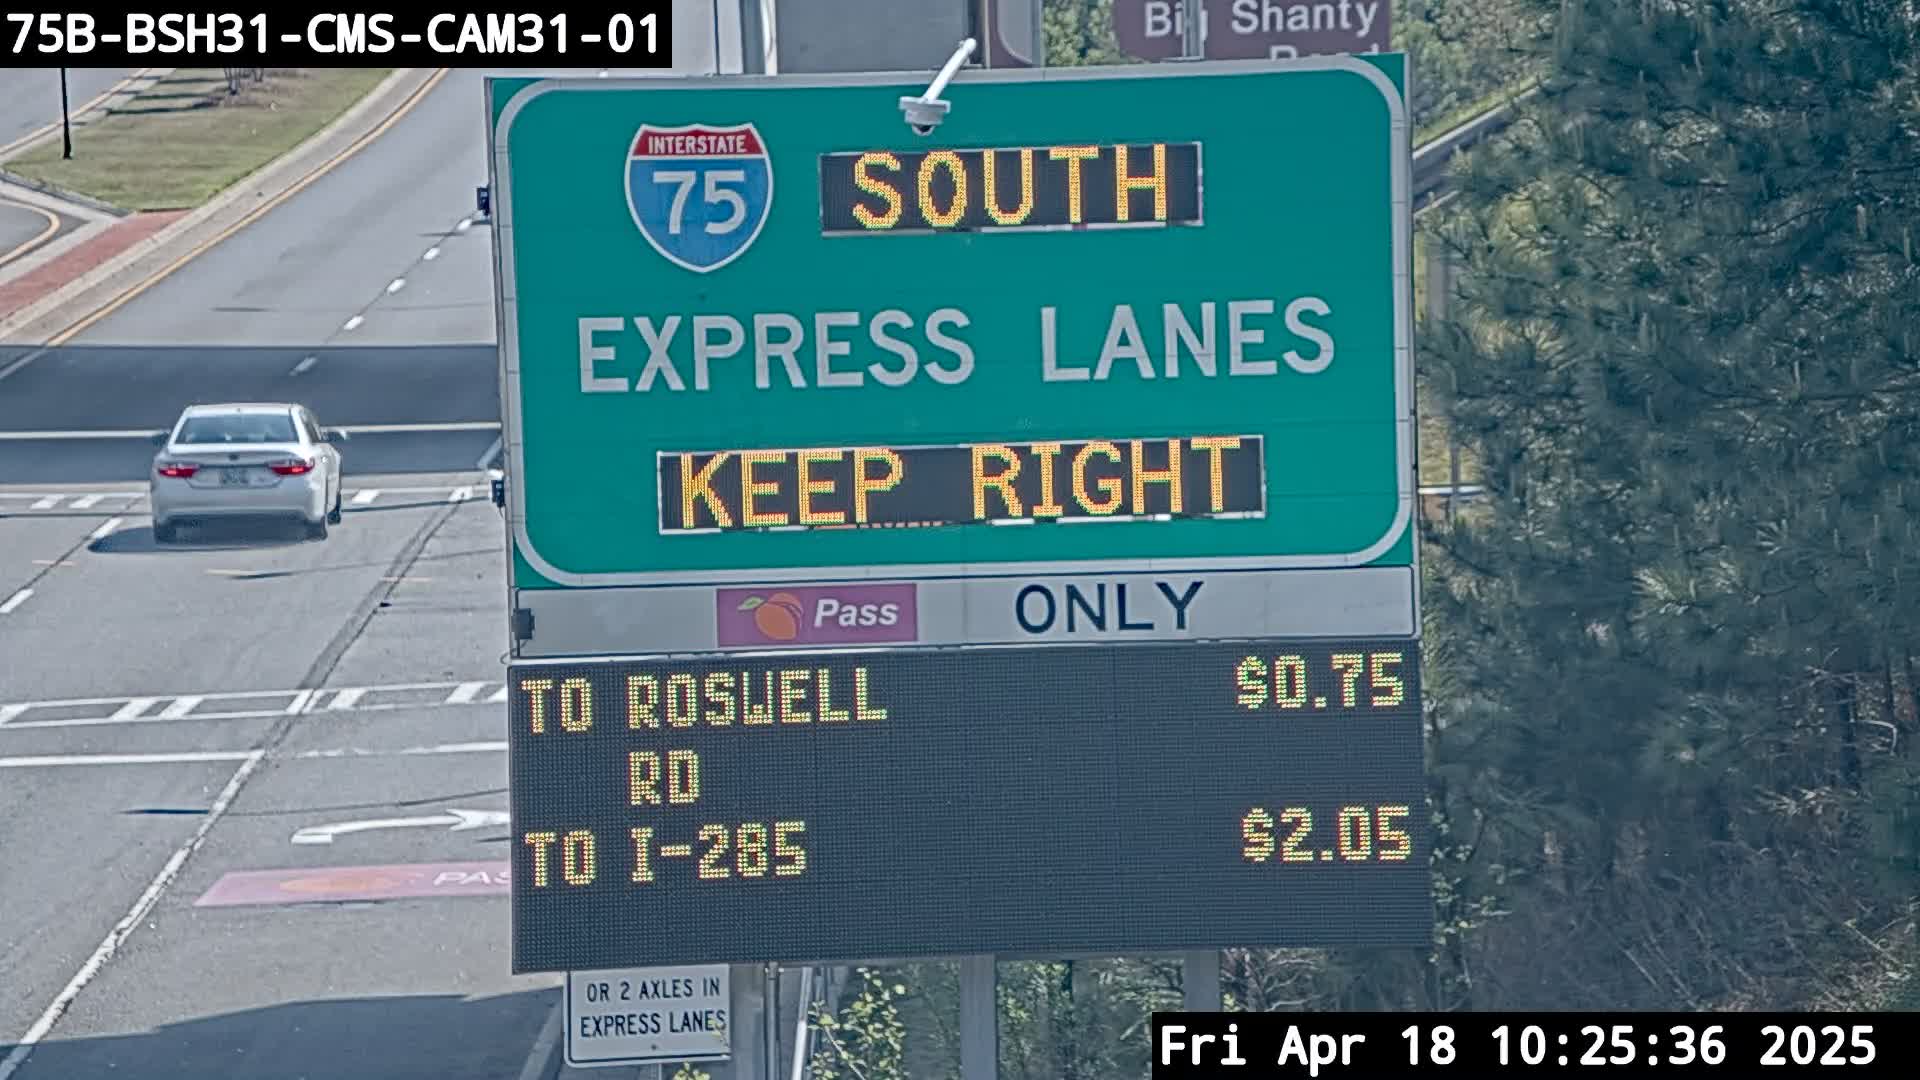 75B-BSH31-CMS-CAM31-01
Big Shanty
Road
INTERSTATE
75
SOUTH
EXPRESS LANES
KEEP RIGHT
Pass ONLY
TO ROSWELL $0.75
RD
TO I-285 $2.05
PAS
OR 2 AXLES IN
EXPRESS LANES
Fri Apr 18 10:25:36 2025